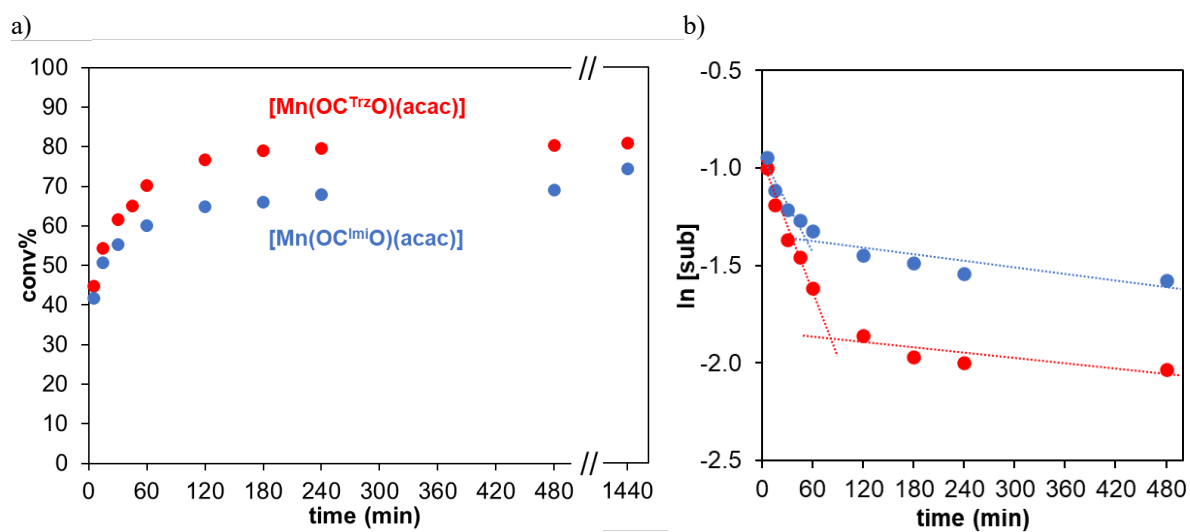 a)
100
90
80
70
60
50
40
30
20
10
0
conv%
[Mn(OC^TrzO)(acac)]
[Mn(OC^ImiO)(acac)]
//
//
0 60 120 180 240 300 360 420 480 1440
time (min)
b)
-0.5
-1.0
-1.5
-2.0
-2.5
ln [sub]
0 60 120 180 240 300 360 420 480
time (min)